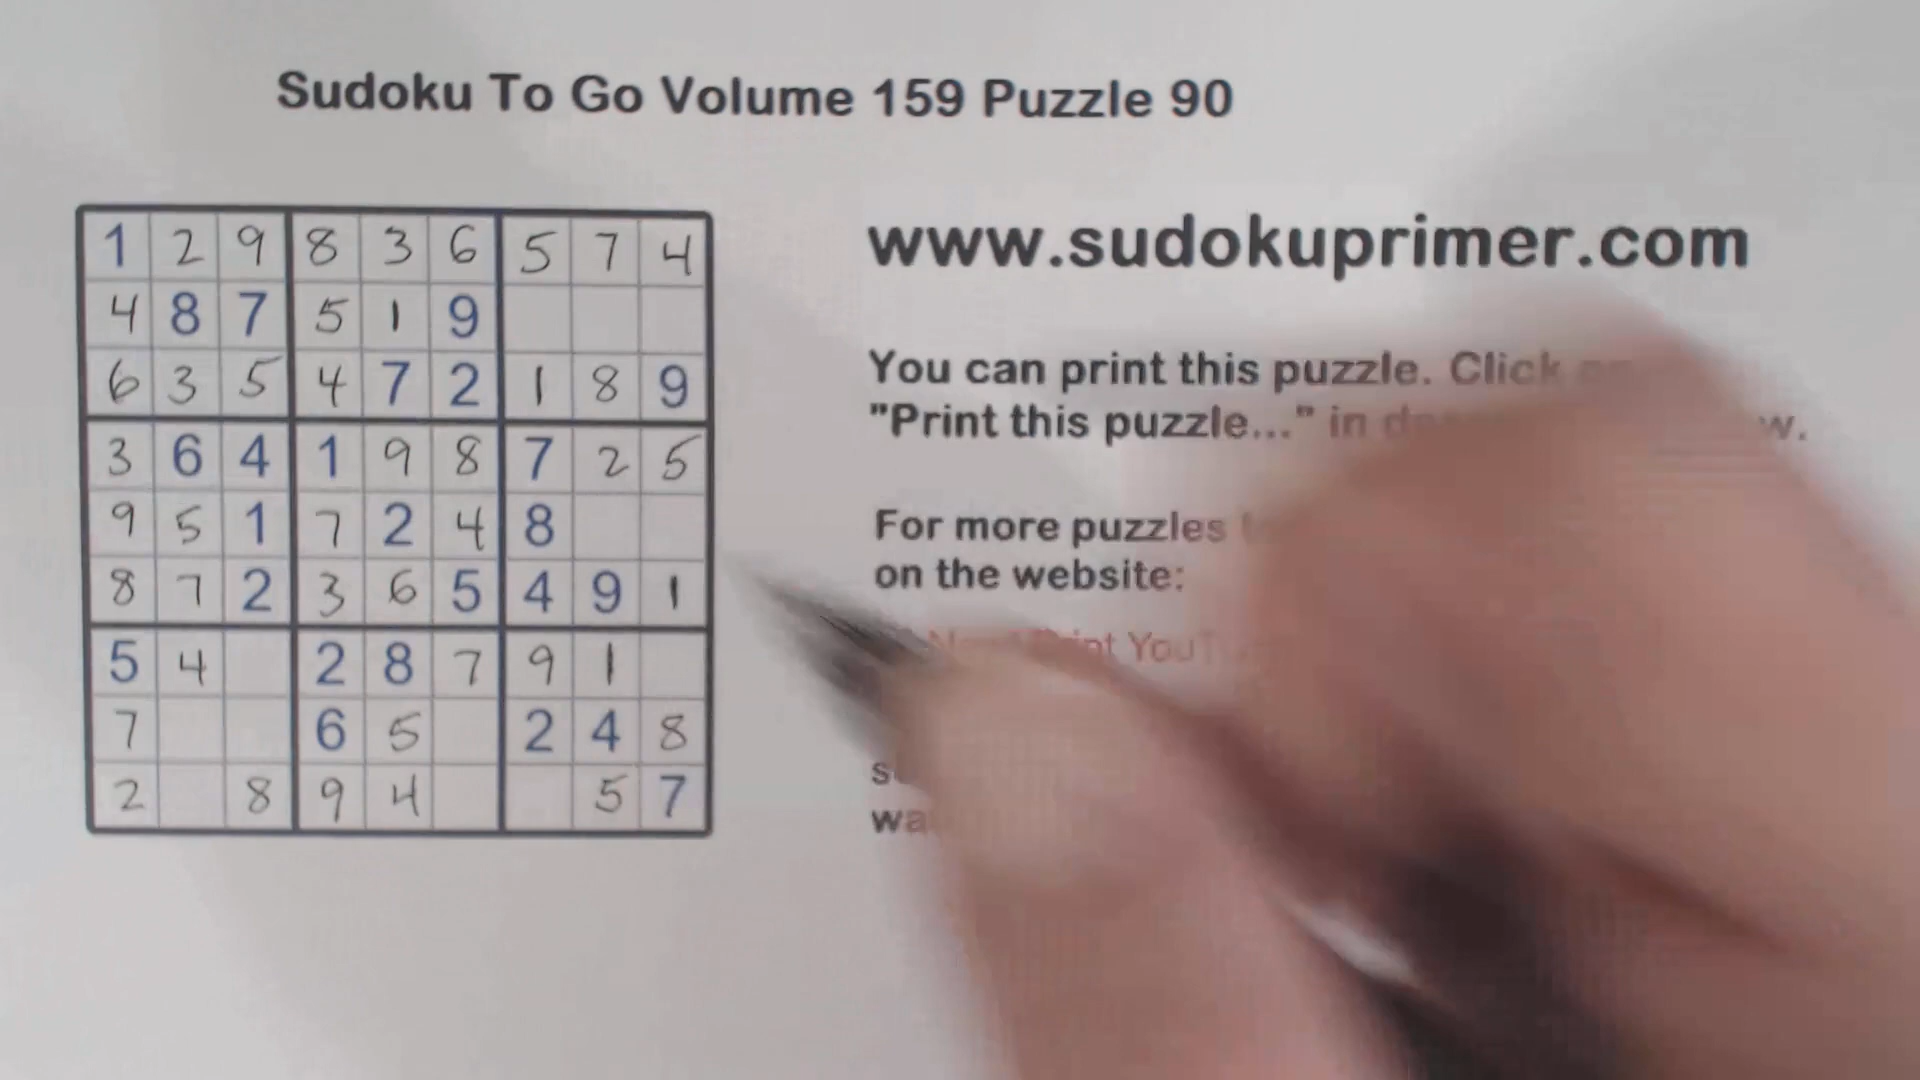 Sudoku To Go Volume 159 Puzzle 90
1 2 9 8 3 6 5 7 4
4 8 7 5 1 9
6 3 5 4 7 2 1 8 9
3 6 4 1 9 8 7 2 5
9 5 1 7 2 4 8
8 7 2 3 6 5 4 9 1
5 4 2 8 7 9 1
7 6 5 2 4 8
2 8 9 4 5 7
www.sudokuprimer.com
You can print this puzzle. Click
"Print this puzzle..." in
For more puzzles
on the website: